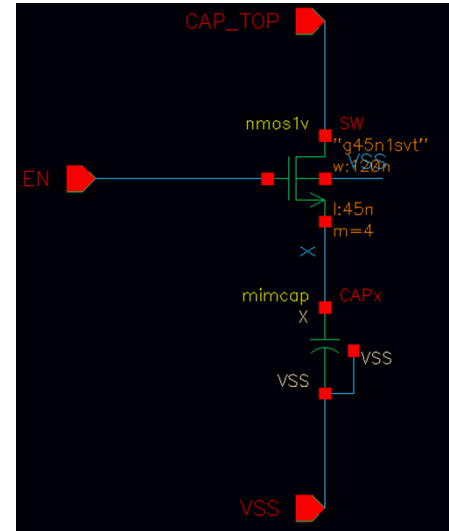 CAP_TOP
nmos1v SW
"g45n1svt"
VSS
w:120n
EN
l:45n
m=4
X
mimcap CAPx
X
VSS
VSS
VSS